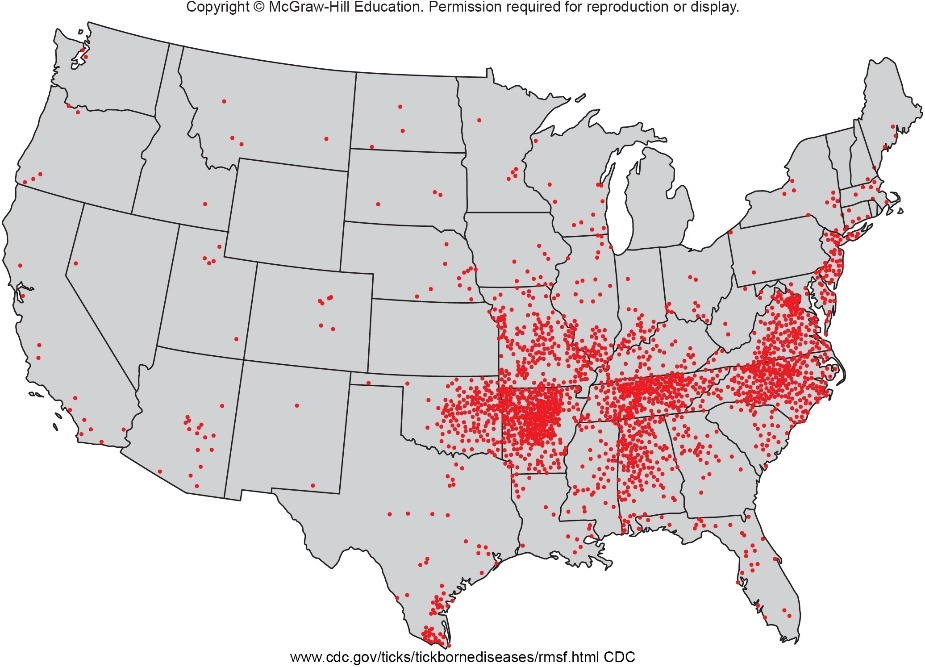 Copyright © McGraw-Hill Education. Permission required for reproduction or display.
www.cdc.gov/ticks/tickbornediseases/rmsf.html CDC